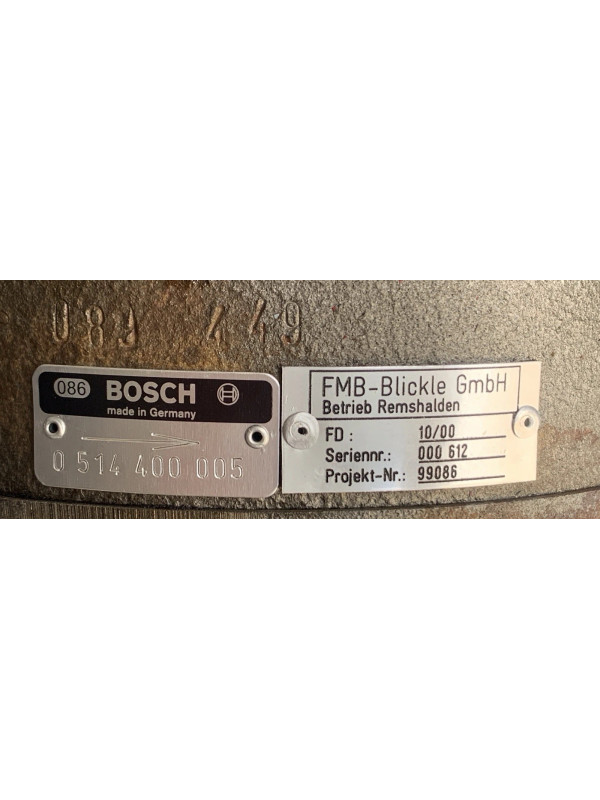 449
086 BOSCH
made in Germany
0 514 400 005
FMB-Blickle GmbH
Betrieb Remshalden
FD : 10/00
Seriennr.: 000 612
Projekt-Nr.: 99086